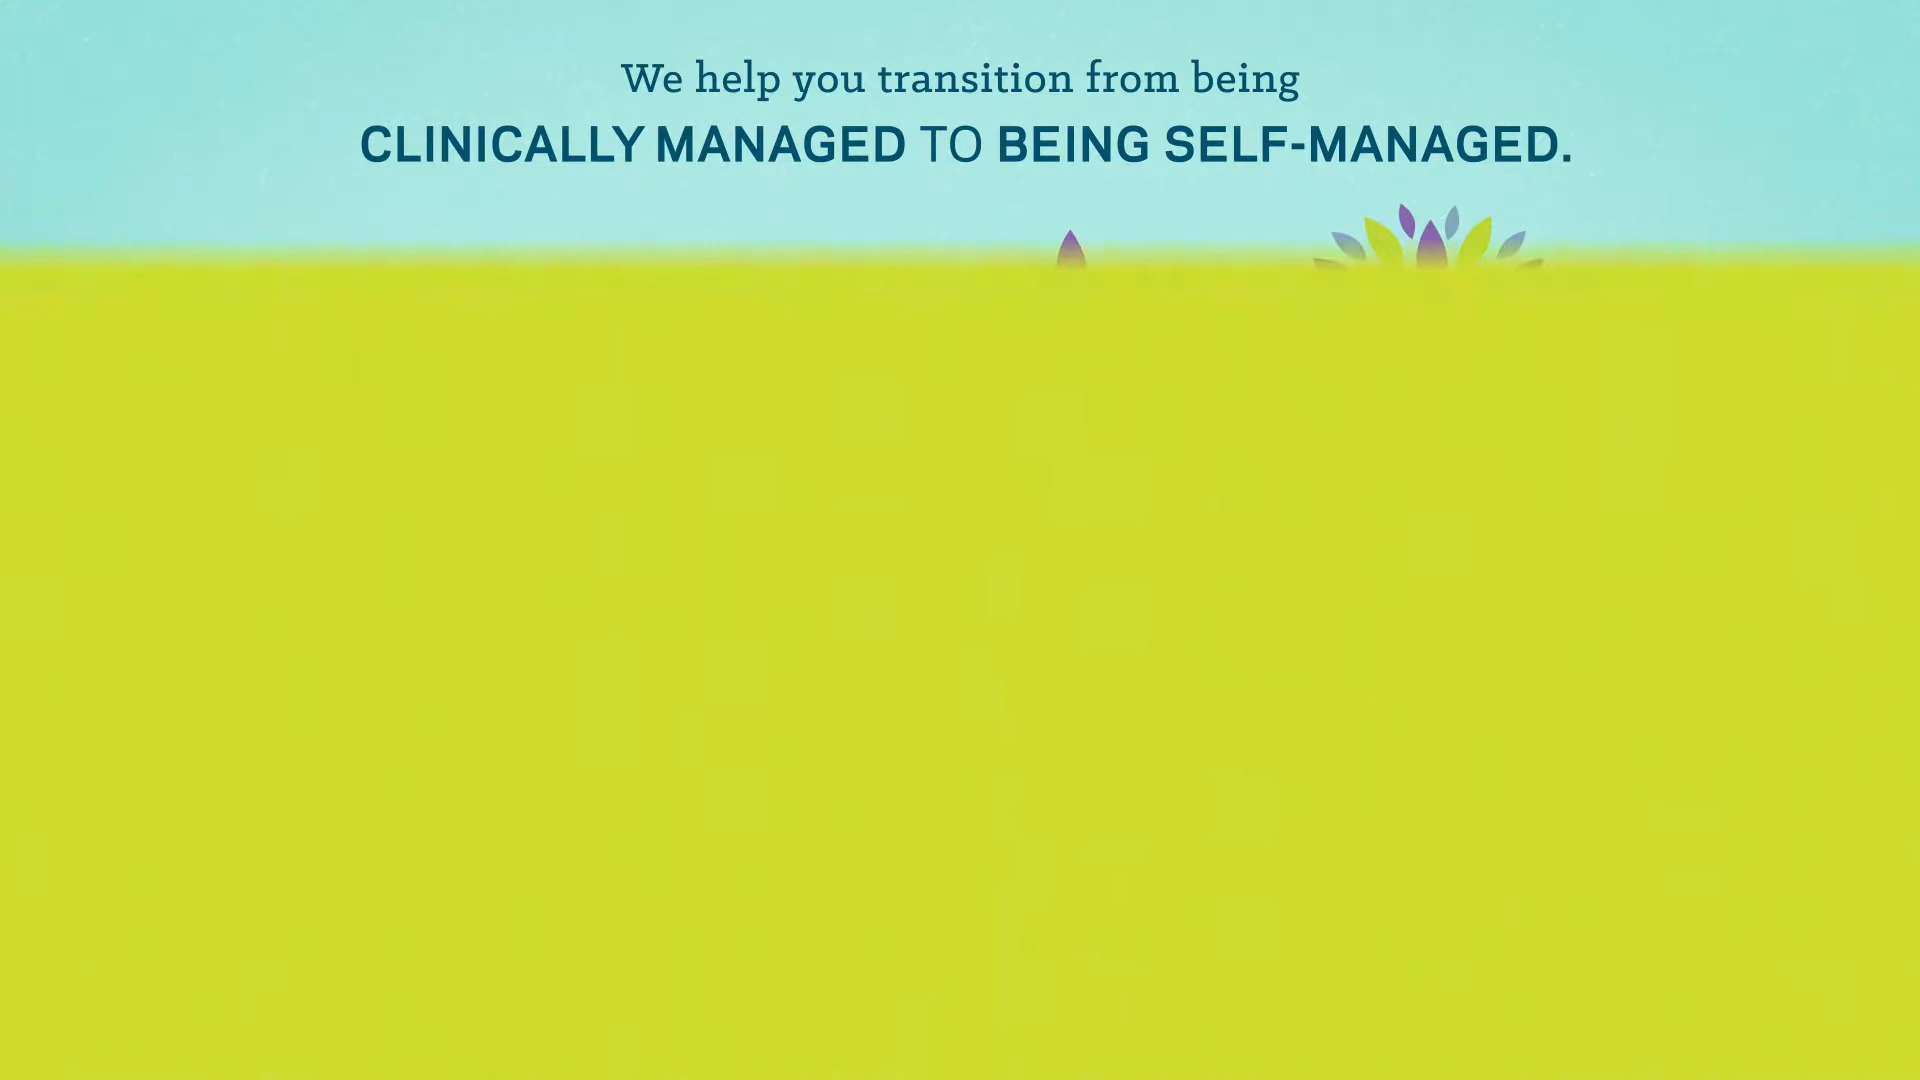 We help you transition from being
CLINICALLY MANAGED TO BEING SELF-MANAGED.